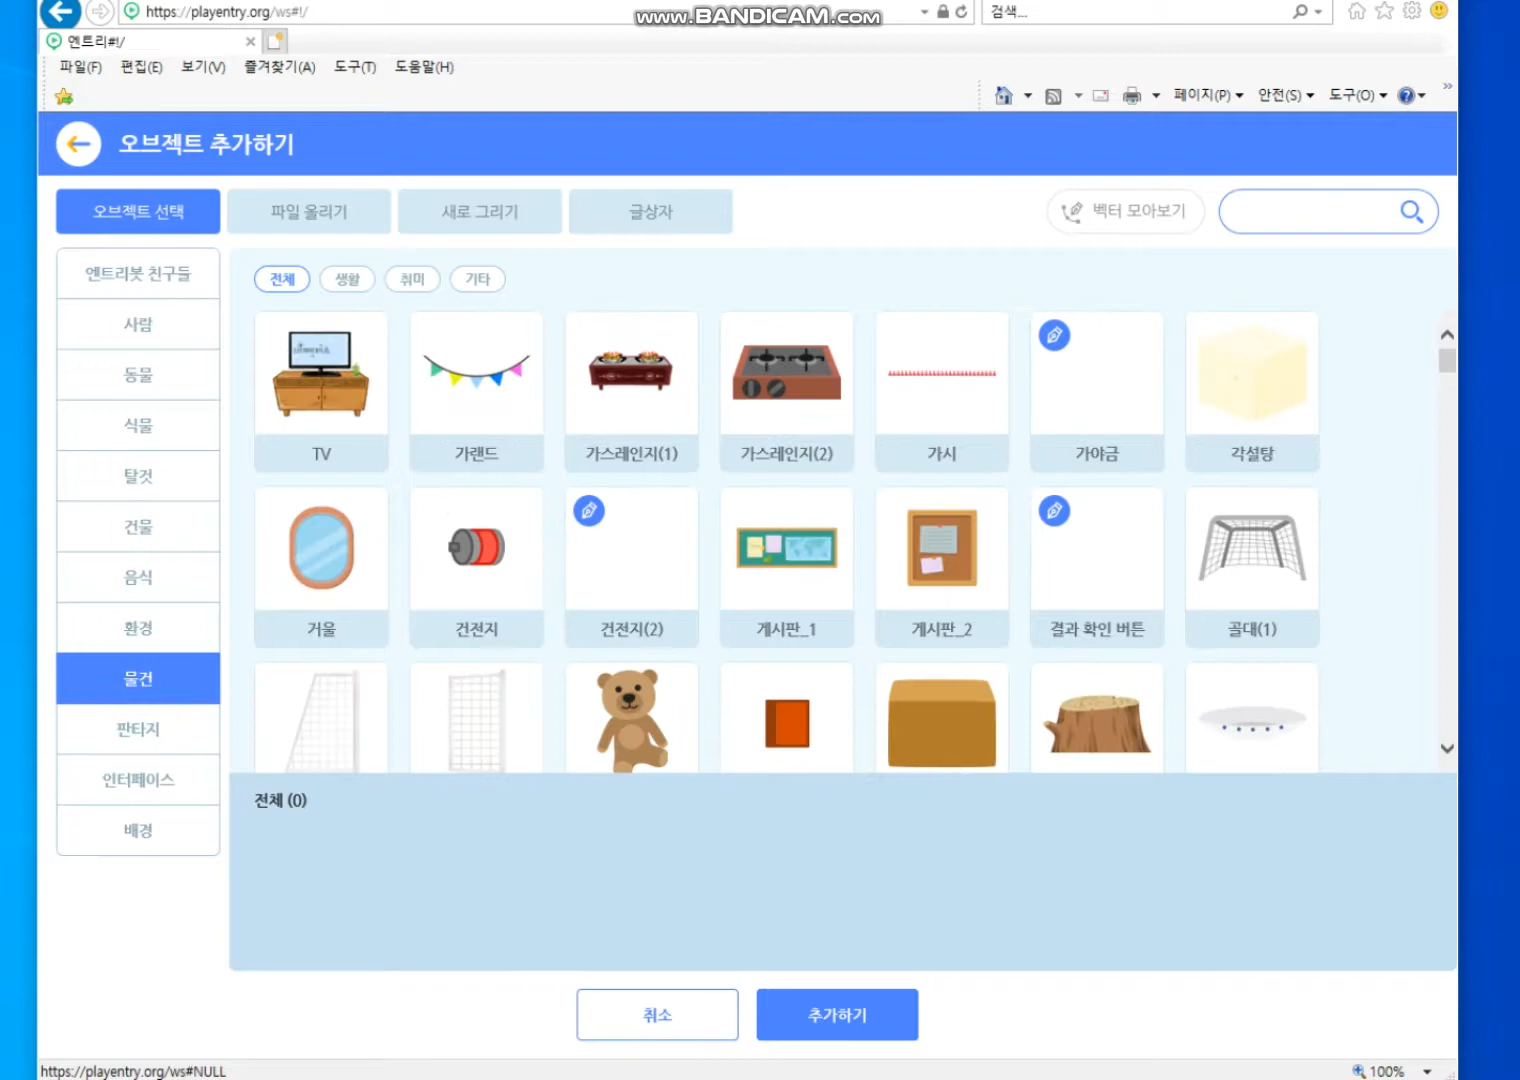 https://playentry.org/ws#!/
www.BANDICAM.com
검색...
엔트리#!/
파일(F) 편집(E) 보기(V) 즐겨찾기(A) 도구(T) 도움말(H)
페이지(P) 안전(S) 도구(O)
오브젝트 추가하기
오브젝트 선택 파일 올리기 새로 그리기 글상자 벡터 모아보기
엔트리봇 친구들
사람
동물
식물
탈것
건물
음식
환경
물건
판타지
인터페이스
배경
전체 생활 취미 기타
TV 가랜드 가스레인지(1) 가스레인지(2) 가시 가야금 각설탕
거울 건전지 건전지(2) 게시판_1 게시판_2 결과 확인 버튼 골대(1)
전체 (0)
취소 추가하기
https://playentry.org/ws#NULL
100%